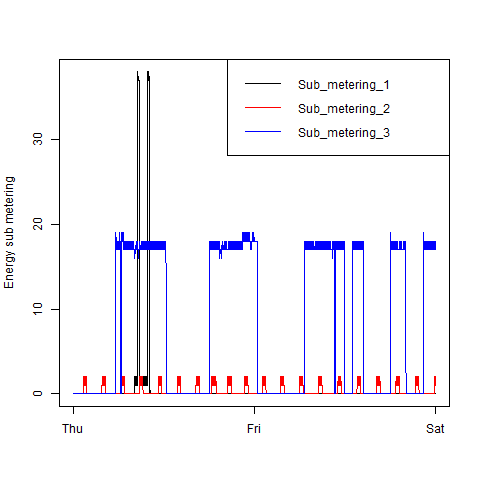 Sub_metering_1
Sub_metering_2
Sub_metering_3
Energy sub metering
30
20
10
0
Thu
Fri
Sat